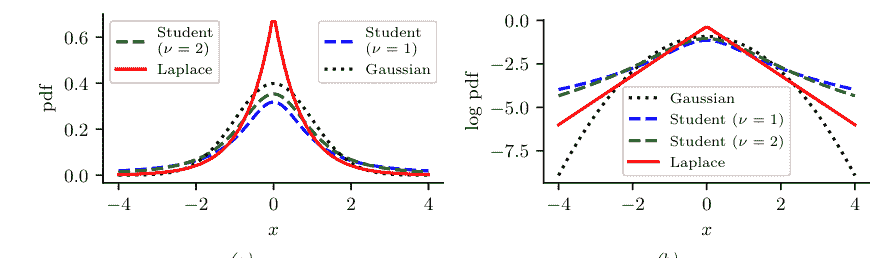 0.6
0.4
0.2
0.0
pdf
Student
(ν = 2)
Laplace
Student
(ν = 1)
Gaussian
−4
−2
0
2
4
x
0.0
−2.5
−5.0
−7.5
log pdf
Gaussian
Student (ν = 1)
Student (ν = 2)
Laplace
−4
−2
0
2
4
x